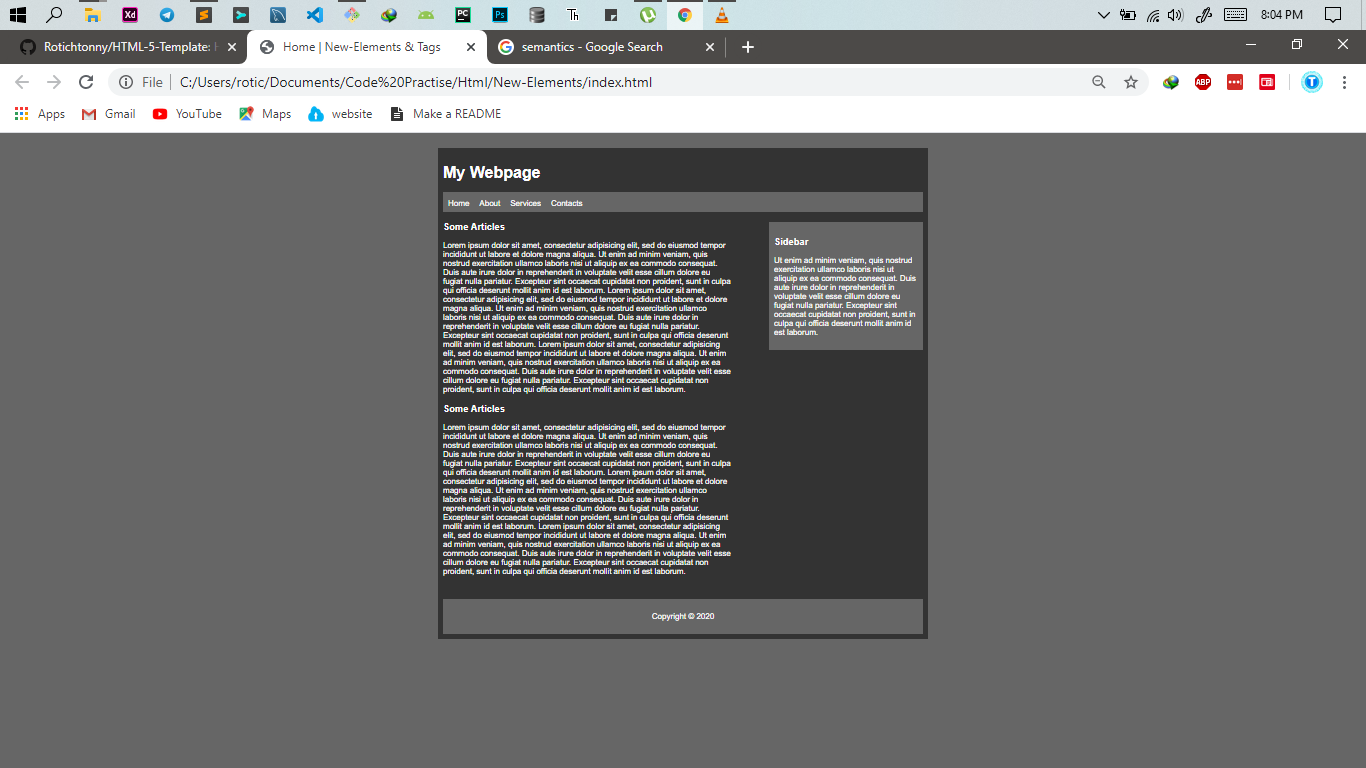 Xd
PC
Ps
Th
8:04 PM
Rotichtonny/HTML-5-Template:
Home | New-Elements & Tags
semantics - Google Search
File
C:/Users/rotic/Documents/Code%20Practise/Html/New-Elements/index.html
ABP
T
Apps
Gmail
YouTube
Maps
website
Make a README
My Webpage
Home About Services Contacts
Some Articles
Lorem ipsum dolor sit amet, consectetur adipisicing elit, sed do eiusmod tempor
incididunt ut labore et dolore magna aliqua. Ut enim ad minim veniam, quis
nostrud exercitation ullamco laboris nisi ut aliquip ex ea commodo consequat.
Duis aute irure dolor in reprehenderit in voluptate velit esse cillum dolore eu
fugiat nulla pariatur. Excepteur sint occaecat cupidatat non proident, sunt in culpa
qui officia deserunt mollit anim id est laborum. Lorem ipsum dolor sit amet,
consectetur adipisicing elit, sed do eiusmod tempor incididunt ut labore et dolore
magna aliqua. Ut enim ad minim veniam, quis nostrud exercitation ullamco
laboris nisi ut aliquip ex ea commodo consequat. Duis aute irure dolor in
reprehenderit in voluptate velit esse cillum dolore eu fugiat nulla pariatur.
Excepteur sint occaecat cupidatat non proident, sunt in culpa qui officia deserunt
mollit anim id est laborum. Lorem ipsum dolor sit amet, consectetur adipisicing
elit, sed do eiusmod tempor incididunt ut labore et dolore magna aliqua. Ut enim
ad minim veniam, quis nostrud exercitation ullamco laboris nisi ut aliquip ex ea
commodo consequat. Duis aute irure dolor in reprehenderit in voluptate velit esse
cillum dolore eu fugiat nulla pariatur. Excepteur sint occaecat cupidatat non
proident, sunt in culpa qui officia deserunt mollit anim id est laborum.
Some Articles
Lorem ipsum dolor sit amet, consectetur adipisicing elit, sed do eiusmod tempor
incididunt ut labore et dolore magna aliqua. Ut enim ad minim veniam, quis
nostrud exercitation ullamco laboris nisi ut aliquip ex ea commodo consequat.
Duis aute irure dolor in reprehenderit in voluptate velit esse cillum dolore eu
fugiat nulla pariatur. Excepteur sint occaecat cupidatat non proident, sunt in culpa
qui officia deserunt mollit anim id est laborum. Lorem ipsum dolor sit amet,
consectetur adipisicing elit, sed do eiusmod tempor incididunt ut labore et dolore
magna aliqua. Ut enim ad minim veniam, quis nostrud exercitation ullamco
laboris nisi ut aliquip ex ea commodo consequat. Duis aute irure dolor in
reprehenderit in voluptate velit esse cillum dolore eu fugiat nulla pariatur.
Excepteur sint occaecat cupidatat non proident, sunt in culpa qui officia deserunt
mollit anim id est laborum. Lorem ipsum dolor sit amet, consectetur adipisicing
elit, sed do eiusmod tempor incididunt ut labore et dolore magna aliqua. Ut enim
ad minim veniam, quis nostrud exercitation ullamco laboris nisi ut aliquip ex ea
commodo consequat. Duis aute irure dolor in reprehenderit in voluptate velit esse
cillum dolore eu fugiat nulla pariatur. Excepteur sint occaecat cupidatat non
proident, sunt in culpa qui officia deserunt mollit anim id est laborum.
Sidebar
Ut enim ad minim veniam, quis nostrud
exercitation ullamco laboris nisi ut
aliquip ex ea commodo consequat. Duis
aute irure dolor in reprehenderit in
voluptate velit esse cillum dolore eu
fugiat nulla pariatur. Excepteur sint
occaecat cupidatat non proident, sunt in
culpa qui officia deserunt mollit anim id
est laborum.
Copyright © 2020